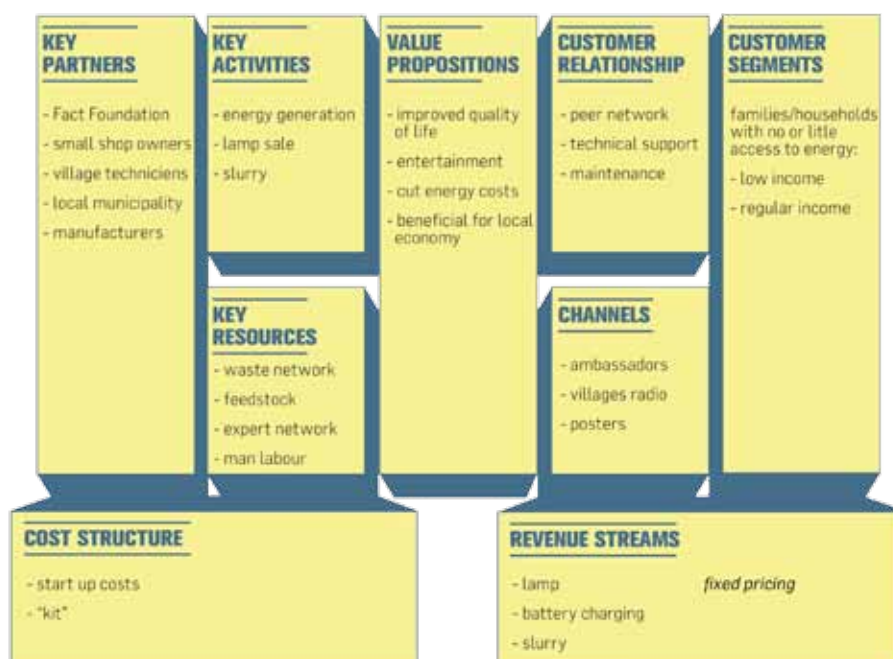 KEY
PARTNERS
- Fact Foundation
- small shop owners
- village techniciens
- local municipality
- manufacturers
KEY
ACTIVITIES
- energy generation
- lamp sale
- slurry
KEY
RESOURCES
- waste network
- feedstock
- expert network
- man labour
VALUE
PROPOSITIONS
- improved quality
of life
- entertainment
- cut energy costs
- beneficial for local
economy
CUSTOMER
RELATIONSHIP
- peer network
- technical support
- maintenance
CHANNELS
- ambassadors
- villages radio
- posters
CUSTOMER
SEGMENTS
families/households
with no or litle
access to energy:
- low income
- regular income
COST STRUCTURE
- start up costs
- "kit"
REVENUE STREAMS
- lamp fixed pricing
- battery charging
- slurry